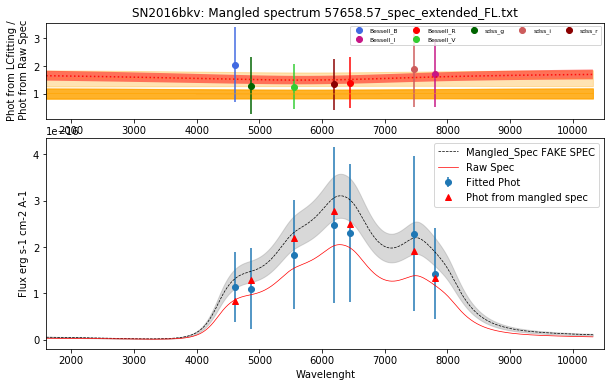 SN2016bkv: Mangled spectrum 57658.57_spec_extended_FL.txt
Phot from LCfitting /
Phot from Raw Spec
3
2
1
Bessell_B
Bessell_I
Bessell_R
Bessell_V
sdss_g
sdss_i
sdss_r
2000 3000 4000 5000 6000 7000 8000 9000 10000
1e−16
Flux erg s-1 cm-2 A-1
4
3
2
1
0
Mangled_Spec FAKE SPEC
Raw Spec
Fitted Phot
Phot from mangled spec
2000 3000 4000 5000 6000 7000 8000 9000 10000
Wavelenght